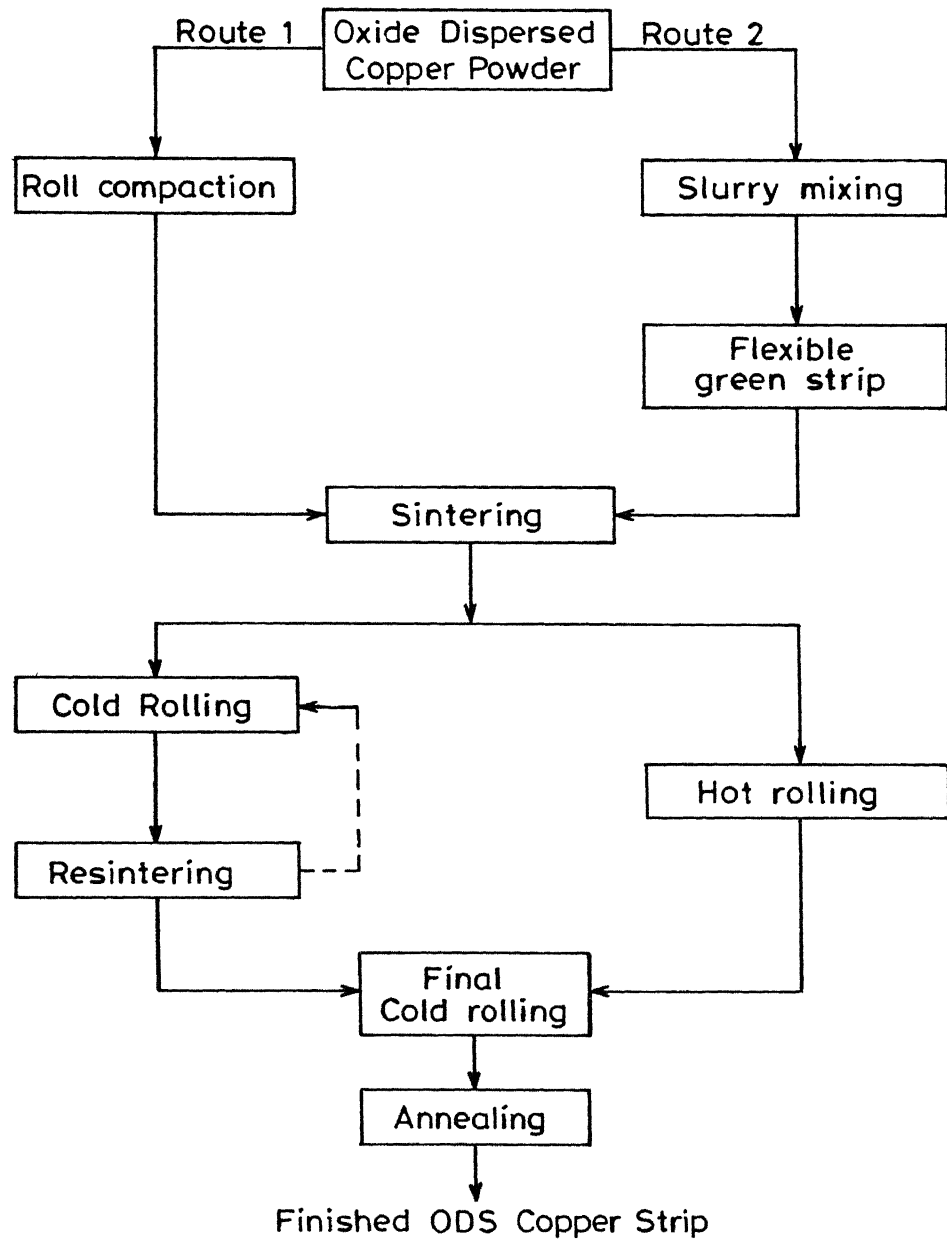 Route 1
Oxide Dispersed
Copper Powder
Route 2
Roll compaction
Slurry mixing
Flexible
green strip
Sintering
Cold Rolling
Hot rolling
Resintering
Final
Cold rolling
Annealing
Finished ODS Copper Strip